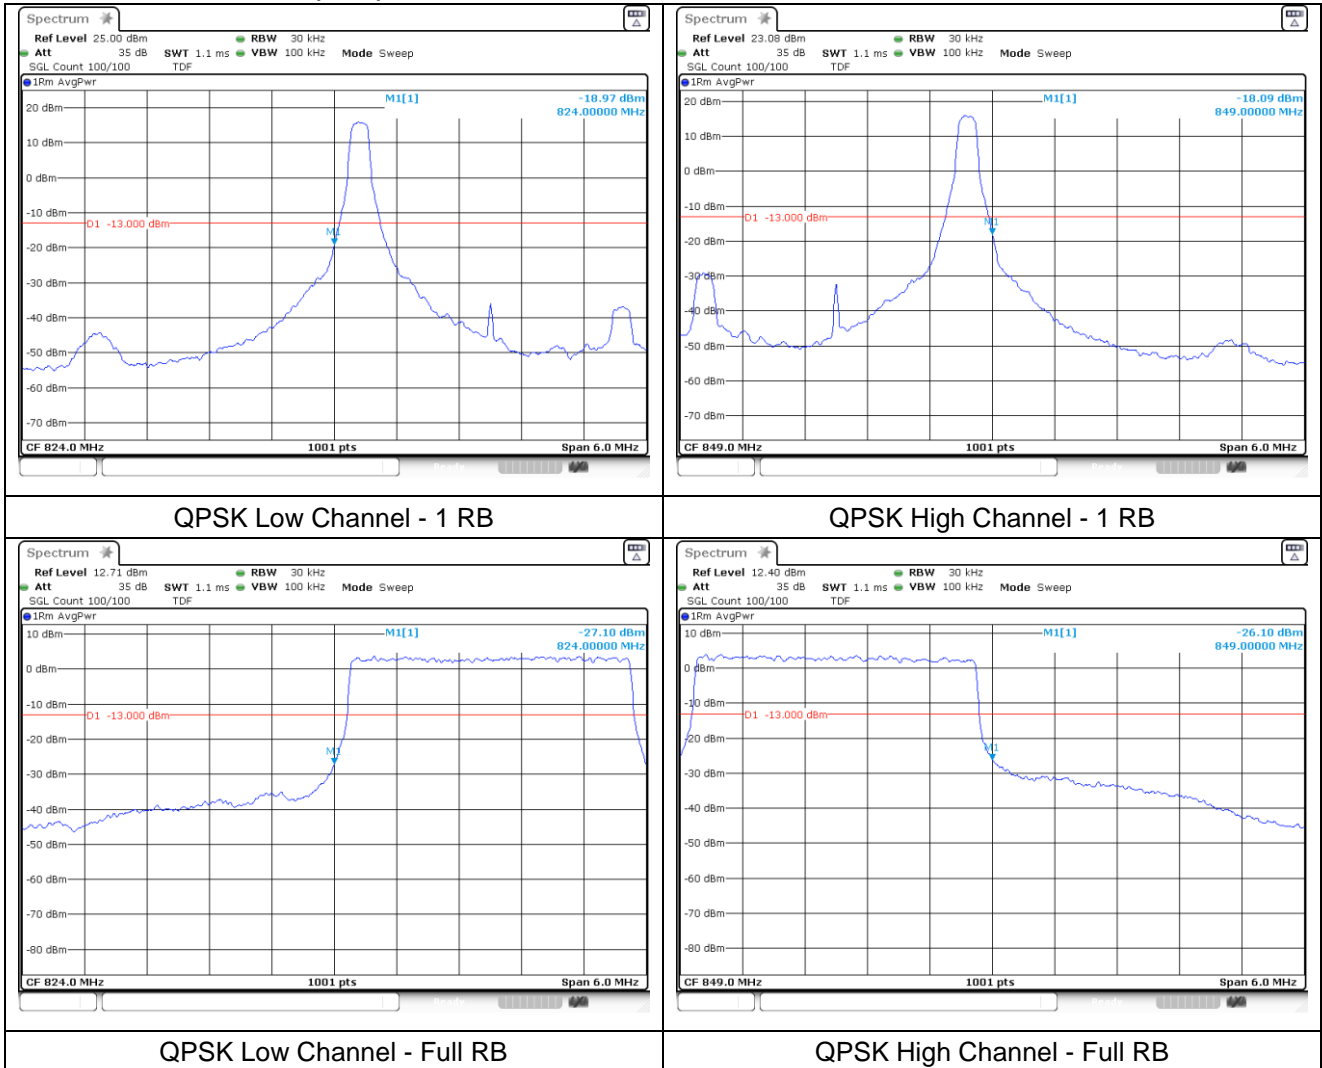 Spectrum
Ref Level 25.00 dBm RBW 30 kHz
Att 35 dB SWT 1.1 ms VBW 100 kHz Mode Sweep
SGL Count 100/100 TDF
1Rm AvgPwr
M1[1] -18.97 dBm
824.00000 MHz
20 dBm
10 dBm
0 dBm
-10 dBm
D1 -13.000 dBm
M1
-20 dBm
-30 dBm
-40 dBm
-50 dBm
-60 dBm
-70 dBm
CF 824.0 MHz 1001 pts Span 6.0 MHz
QPSK Low Channel - 1 RB
Spectrum
Ref Level 23.08 dBm RBW 30 kHz
Att 35 dB SWT 1.1 ms VBW 100 kHz Mode Sweep
SGL Count 100/100 TDF
1Rm AvgPwr
M1[1] -18.09 dBm
849.00000 MHz
20 dBm
10 dBm
0 dBm
-10 dBm
D1 -13.000 dBm
M1
-20 dBm
-30 dBm
-40 dBm
-50 dBm
-60 dBm
-70 dBm
CF 849.0 MHz 1001 pts Span 6.0 MHz
QPSK High Channel - 1 RB
Spectrum
Ref Level 12.71 dBm RBW 30 kHz
Att 35 dB SWT 1.1 ms VBW 100 kHz Mode Sweep
SGL Count 100/100 TDF
1Rm AvgPwr
M1[1] -27.10 dBm
824.00000 MHz
10 dBm
0 dBm
-10 dBm
D1 -13.000 dBm
-20 dBm
M1
-30 dBm
-40 dBm
-50 dBm
-60 dBm
-70 dBm
-80 dBm
CF 824.0 MHz 1001 pts Span 6.0 MHz
QPSK Low Channel - Full RB
Spectrum
Ref Level 12.40 dBm RBW 30 kHz
Att 35 dB SWT 1.1 ms VBW 100 kHz Mode Sweep
SGL Count 100/100 TDF
1Rm AvgPwr
M1[1] -26.10 dBm
849.00000 MHz
10 dBm
0 dBm
-10 dBm
D1 -13.000 dBm
-20 dBm
M1
-30 dBm
-40 dBm
-50 dBm
-60 dBm
-70 dBm
-80 dBm
CF 849.0 MHz 1001 pts Span 6.0 MHz
QPSK High Channel - Full RB